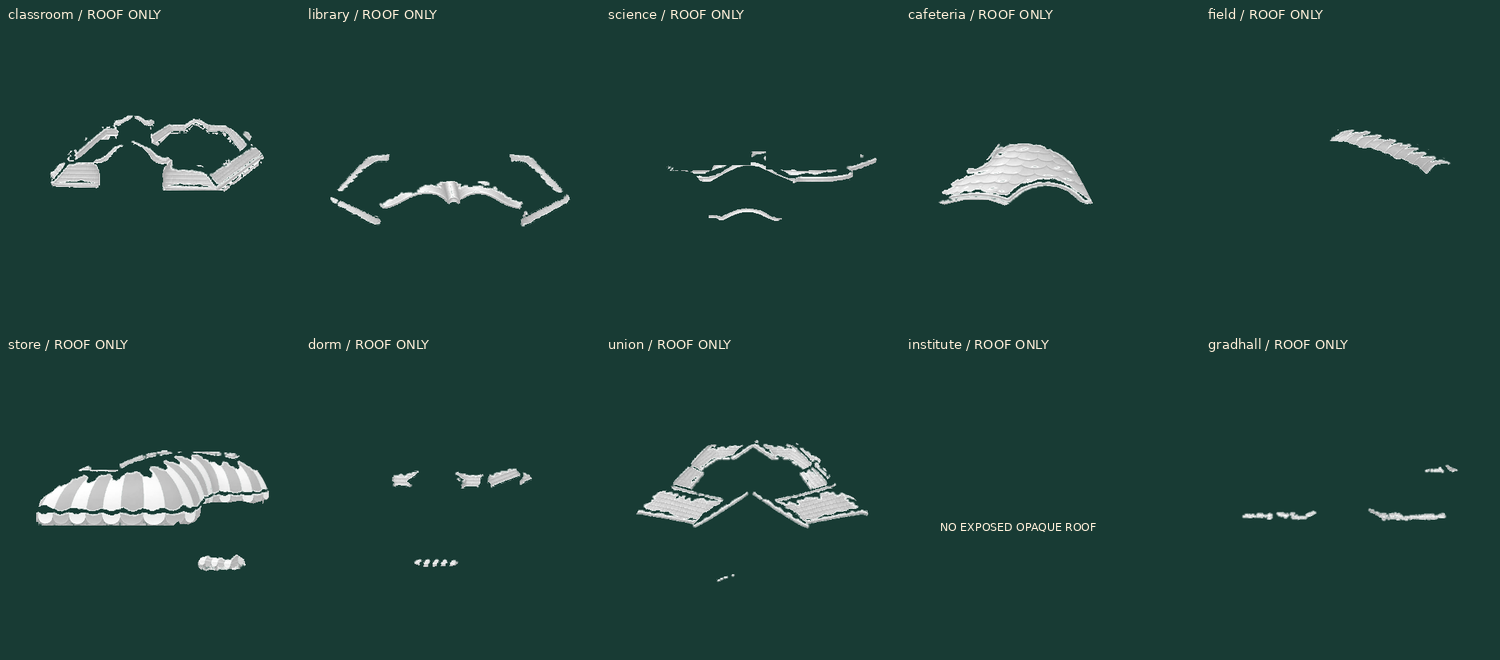 classroom / ROOF ONLY
library / ROOF ONLY
science / ROOF ONLY
cafeteria / ROOF ONLY
field / ROOF ONLY
store / ROOF ONLY
dorm / ROOF ONLY
union / ROOF ONLY
institute / ROOF ONLY
gradhall / ROOF ONLY
NO EXPOSED OPAQUE ROOF